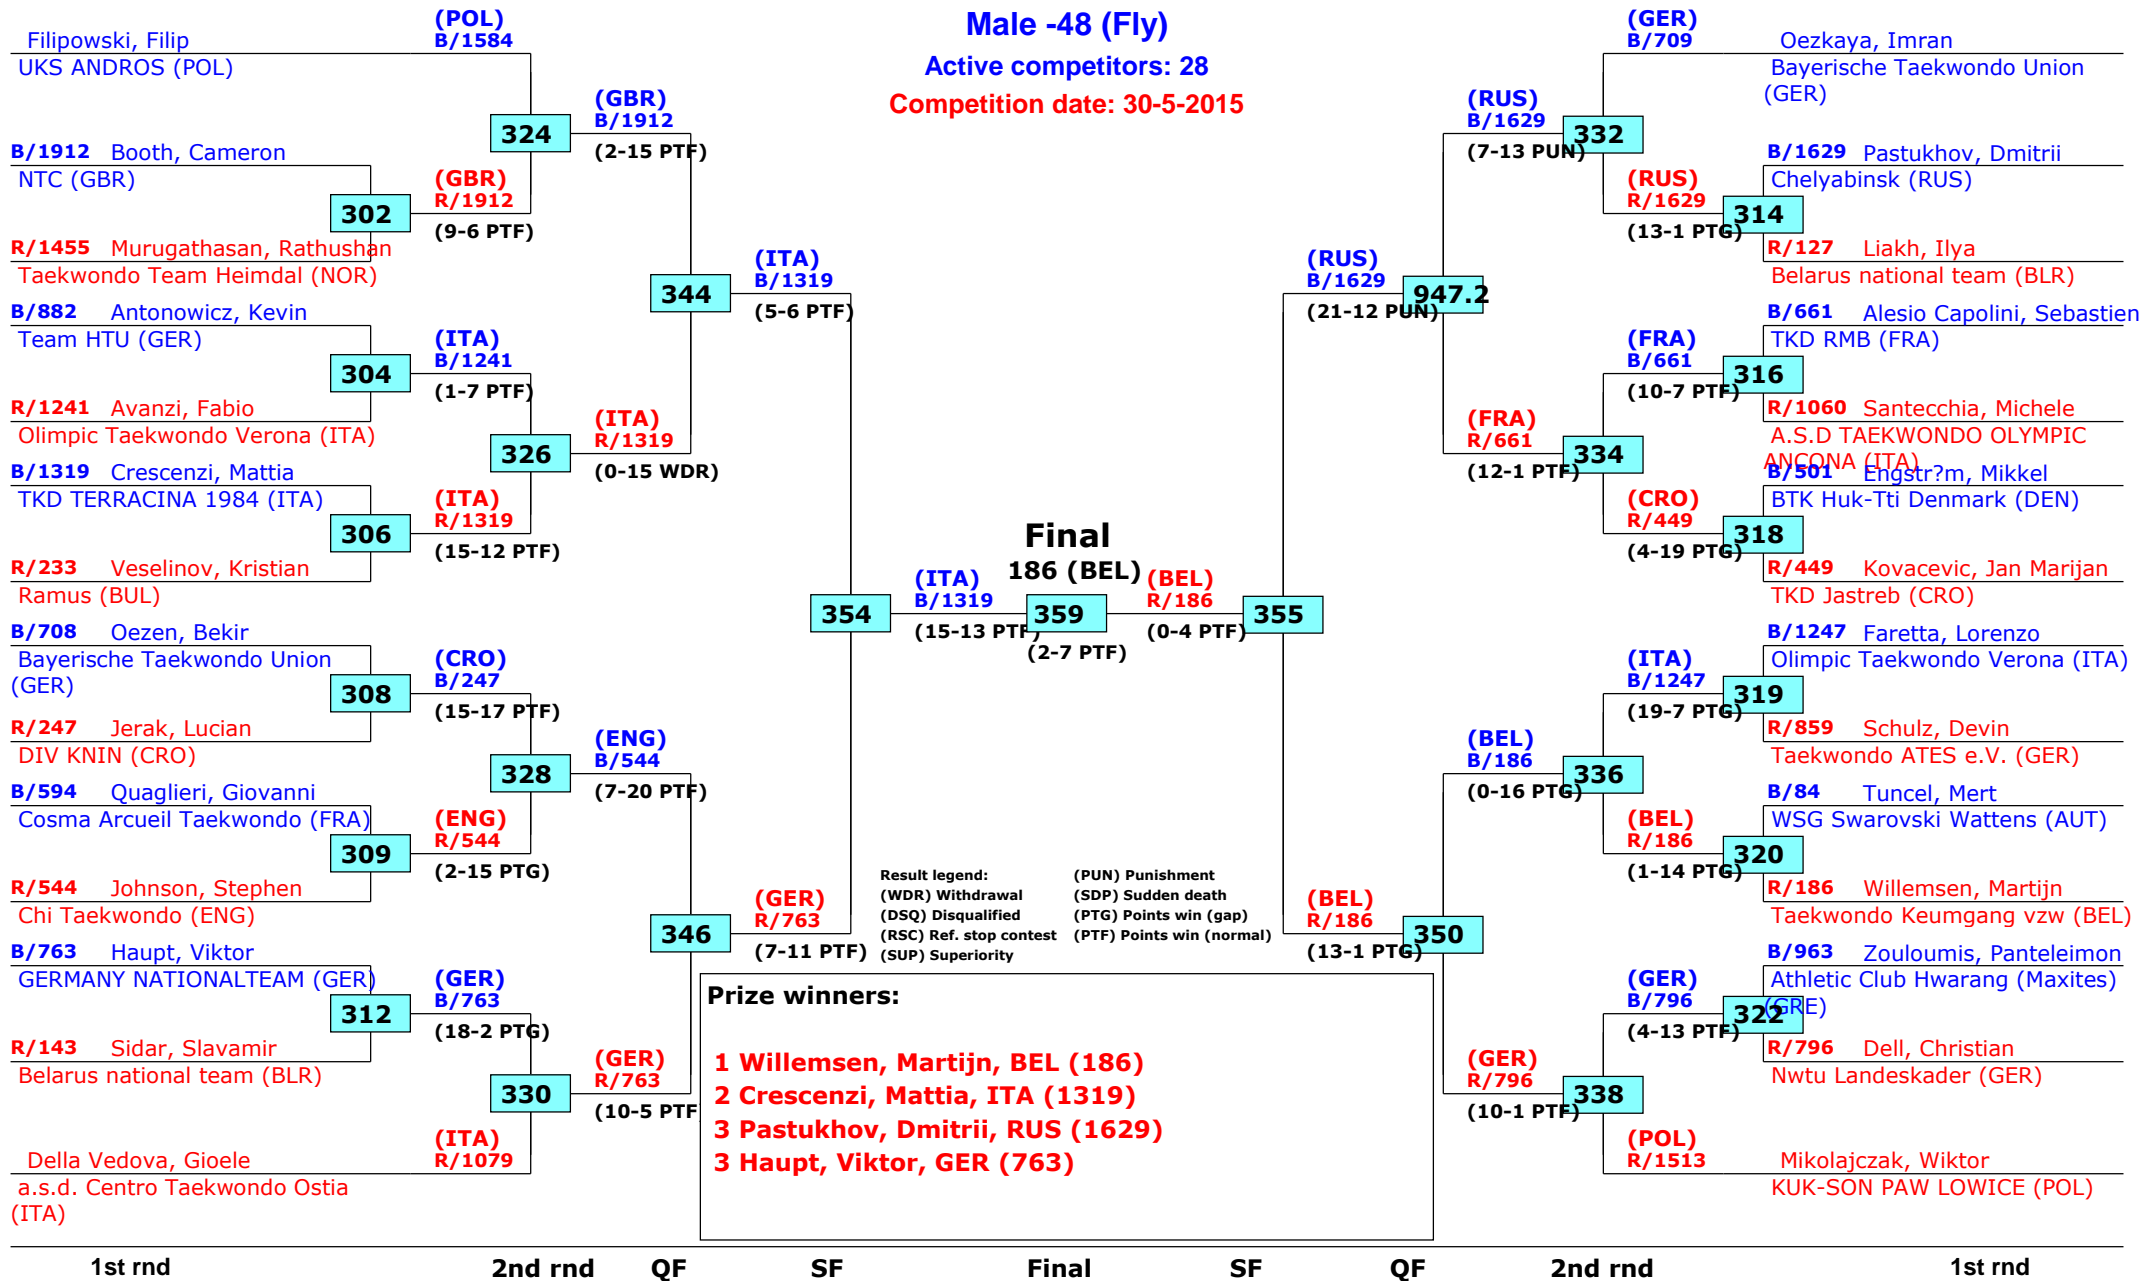 Male -48 (Fly)
Active competitors: 28
Competition date: 30-5-2015
Filipowski, Filip
UKS ANDROS (POL)
B/1912 Booth, Cameron
NTC (GBR)
R/1455 Murugathasan, Rathushan
Taekwondo Team Heimdal (NOR)
B/882 Antonowicz, Kevin
Team HTU (GER)
R/1241 Avanzi, Fabio
Olimpic Taekwondo Verona (ITA)
B/1319 Crescenzi, Mattia
TKD TERRACINA 1984 (ITA)
R/233 Veselinov, Kristian
Ramus (BUL)
B/708 Oezen, Bekir
Bayerische Taekwondo Union
(GER)
R/247 Jerak, Lucian
DIV KNIN (CRO)
B/594 Quaglieri, Giovanni
Cosma Arcueil Taekwondo (FRA)
R/544 Johnson, Stephen
Chi Taekwondo (ENG)
B/763 Haupt, Viktor
GERMANY NATIONALTEAM (GER)
R/143 Sidar, Slavamir
Belarus national team (BLR)
Della Vedova, Gioele
a.s.d. Centro Taekwondo Ostia
(ITA)
302
304
306
308
309
312
(POL)
B/1584
(GBR)
R/1912
(9-6 PTF)
(ITA)
B/1241
(1-7 PTF)
(ITA)
R/1319
(15-12 PTF)
(CRO)
B/247
(15-17 PTF)
(ENG)
R/544
(2-15 PTG)
(GER)
B/763
(18-2 PTG)
(ITA)
R/1079
324
326
328
330
(GBR)
B/1912
(2-15 PTF)
(ITA)
R/1319
(0-15 WDR)
(ENG)
B/544
(7-20 PTF)
(GER)
R/763
(10-5 PTF
344
346
(ITA)
B/1319
(5-6 PTF)
(GER)
R/763
(7-11 PTF)
354
(ITA)
B/1319
(15-13 PTF)
Final
186 (BEL)
359
(2-7 PTF)
(BEL)
R/186
(0-4 PTF)
355
(RUS)
B/1629
(21-12 PUN)
(BEL)
R/186
(13-1 PTG)
947.2
350
(RUS)
B/1629
(7-13 PUN)
(FRA)
R/661
(12-1 PTF)
(BEL)
B/186
(0-16 PTG)
(GER)
R/796
(10-1 PTF)
332
334
336
338
(GER)
B/709
(RUS)
R/1629
(13-1 PTG)
(FRA)
B/661
(10-7 PTF)
(CRO)
R/449
(4-19 PTG)
(ITA)
B/1247
(19-7 PTG)
(BEL)
R/186
(1-14 PTG)
(GER)
B/796
(4-13 PTF)
(POL)
R/1513
314
316
318
319
320
322
Oezkaya, Imran
Bayerische Taekwondo Union
(GER)
B/1629 Pastukhov, Dmitrii
Chelyabinsk (RUS)
R/127 Liakh, Ilya
Belarus national team (BLR)
B/661 Alesio Capolini, Sebastien
TKD RMB (FRA)
R/1060 Santecchia, Michele
A.S.D TAEKWONDO OLYMPIC
ANCONA (ITA)
B/501 Engstr?m, Mikkel
BTK Huk-Tti Denmark (DEN)
R/449 Kovacevic, Jan Marijan
TKD Jastreb (CRO)
B/1247 Faretta, Lorenzo
Olimpic Taekwondo Verona (ITA)
R/859 Schulz, Devin
Taekwondo ATES e.V. (GER)
B/84 Tuncel, Mert
WSG Swarovski Wattens (AUT)
R/186 Willemsen, Martijn
Taekwondo Keumgang vzw (BEL)
B/963 Zouloumis, Panteleimon
Athletic Club Hwarang (Maxites)
(GRE)
R/796 Dell, Christian
Nwtu Landeskader (GER)
Mikolajczak, Wiktor
KUK-SON PAW LOWICE (POL)
Result legend: (PUN) Punishment
(WDR) Withdrawal (SDP) Sudden death
(DSQ) Disqualified (PTG) Points win (gap)
(RSC) Ref. stop contest (PTF) Points win (normal)
(SUP) Superiority
Prize winners:
1 Willemsen, Martijn, BEL (186)
2 Crescenzi, Mattia, ITA (1319)
3 Pastukhov, Dmitrii, RUS (1629)
3 Haupt, Viktor, GER (763)
1st rnd 2nd rnd QF SF Final SF QF 2nd rnd 1st rnd